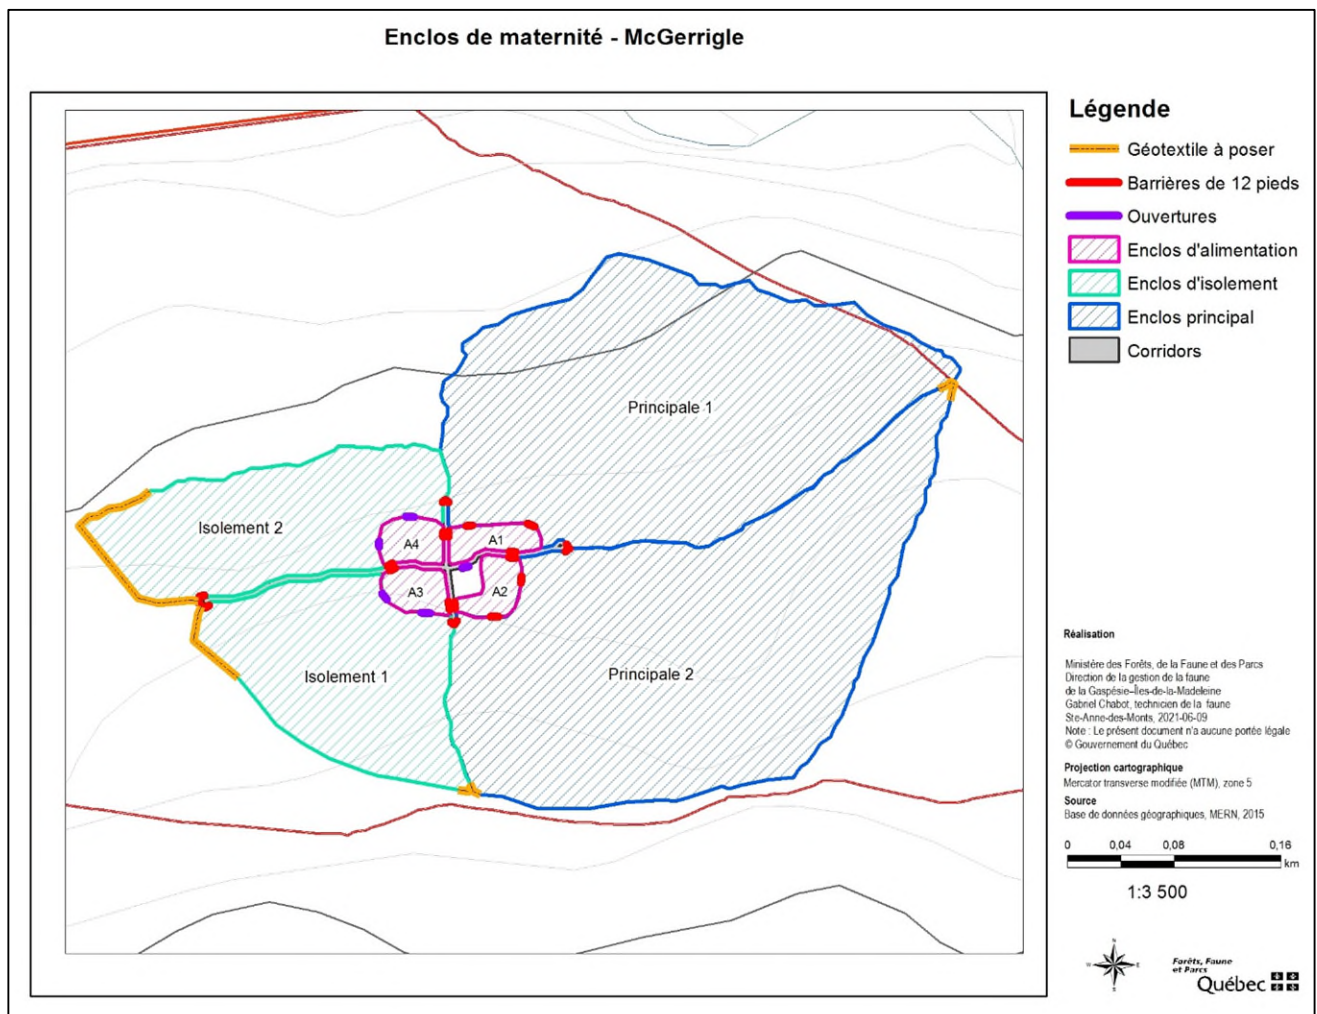 Enclos de maternité - McGerrigle
Principale 1
Isolement 2
A4
A1
A3
A2
Isolement 1
Principale 2
Légende
Géotextile à poser
Barrières de 12 pieds
Ouvertures
Enclos d'alimentation
Enclos d'isolement
Enclos principal
Corridors
Réalisation
Ministère des Forêts, de la Faune et des Parcs
Direction de la gestion de la faune
de la Gaspésie–Îles-de-la-Madeleine
Gabriel Chabot, technicien de la faune
Ste-Anne-des-Monts, 2021-06-09
Note : Le présent document n'a aucune portée légale
© Gouvernement du Québec
Projection cartographique
Mercator transverse modifiée (MTM), zone 5
Source
Base de données géographiques, MERN, 2015
0 0,04 0,08 0,16
km
1:3 500
N
W E
S
Forêts, Faune
et Parcs
Québec